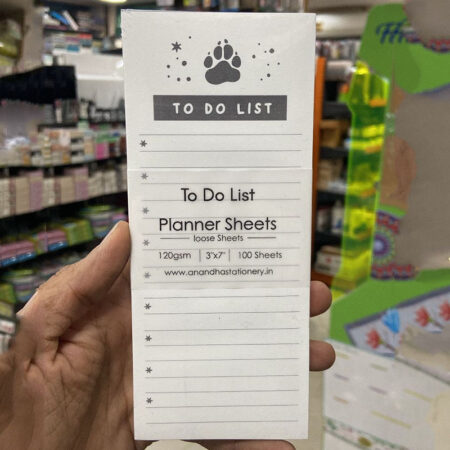 TO DO LIST
To Do List
Planner Sheets
loose Sheets
120gsm | 3"x7" | 100 Sheets
www.anandhastationery.in